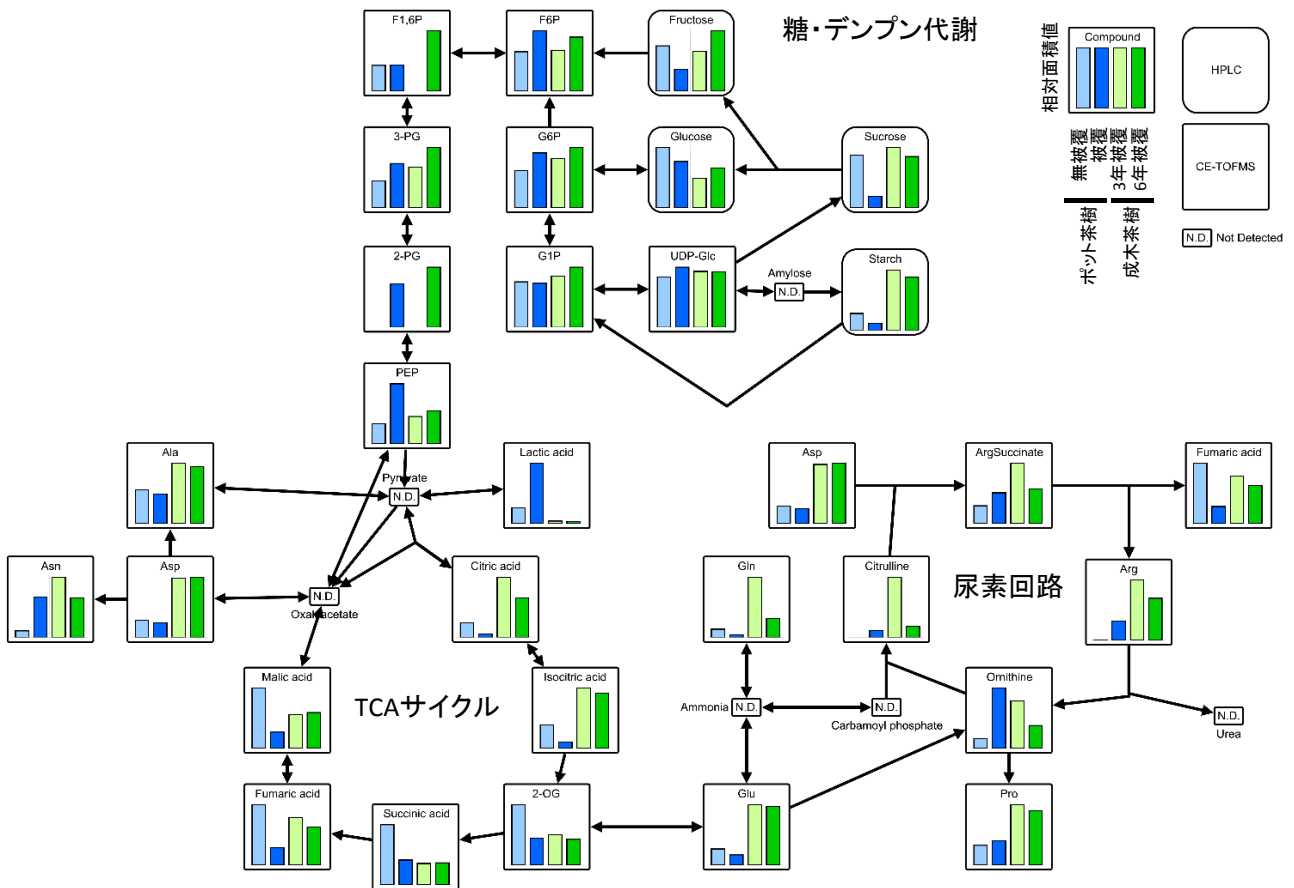 F1,6P
F6P
Fructose
糖・デンプン代謝
Compound
相対面積値
HPLC
3-PG
G6P
Glucose
Sucrose
無被覆
被覆
3年被覆
6年被覆
CE-TOFMS
ポット茶樹
成木茶樹
N.D.
Not Detected
2-PG
G1P
UDP-Glc
Amylose
N.D.
Starch
PEP
Ala
Pyruvate
N.D.
Lactic acid
Asp
ArgSuccinate
Fumaric acid
Asn
Asp
N.D.
Oxaloacetate
Citric acid
Gln
Citrulline
尿素回路
Arg
Malic acid
TCAサイクル
Isocitric acid
Ammonia
N.D.
N.D.
Carbamoyl phosphate
Ornithine
N.D.
Urea
Fumaric acid
Succinic acid
2-OG
Glu
Pro